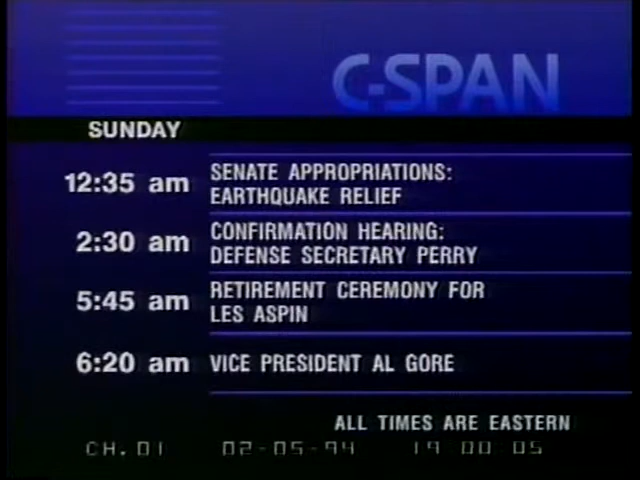 C-SPAN
SUNDAY
12:35 am SENATE APPROPRIATIONS:
EARTHQUAKE RELIEF
2:30 am CONFIRMATION HEARING:
DEFENSE SECRETARY PERRY
5:45 am RETIREMENT CEREMONY FOR
LES ASPIN
6:20 am VICE PRESIDENT AL GORE
ALL TIMES ARE EASTERN
CH.01 02-05-94 19:00:05